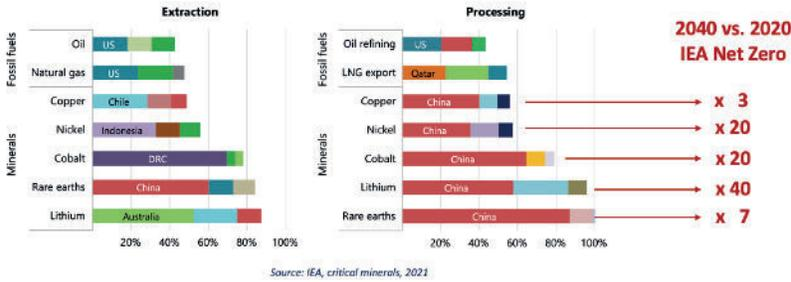 Extraction
Fossil fuels
Oil
US
Natural gas
US
Minerals
Copper
Chile
Nickel
Indonesia
Cobalt
DRC
Rare earths
China
Lithium
Australia
20% 40% 60% 80% 100%
Processing
Fossil fuels
Oil refining
US
LNG export
Qatar
Minerals
Copper
China
Nickel
China
Cobalt
China
Lithium
China
Rare earths
China
20% 40% 60% 80% 100%
2040 vs. 2020
IEA Net Zero
x 3
x 20
x 20
x 40
x 7
Source: IEA, critical minerals, 2021